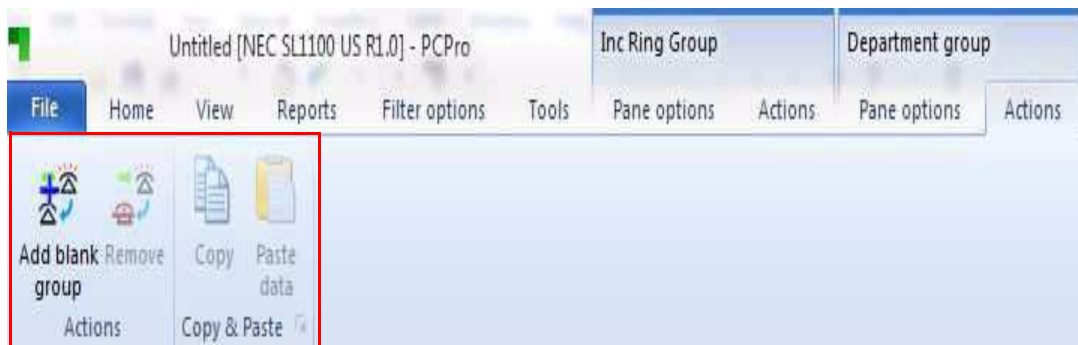 Untitled [NEC SL1100 US R1.0] - PCPro
Inc Ring Group
Department group
File Home View Reports Filter options Tools Pane options Actions Pane options Actions
Add blank group
Remove
Copy
Paste data
Actions
Copy & Paste